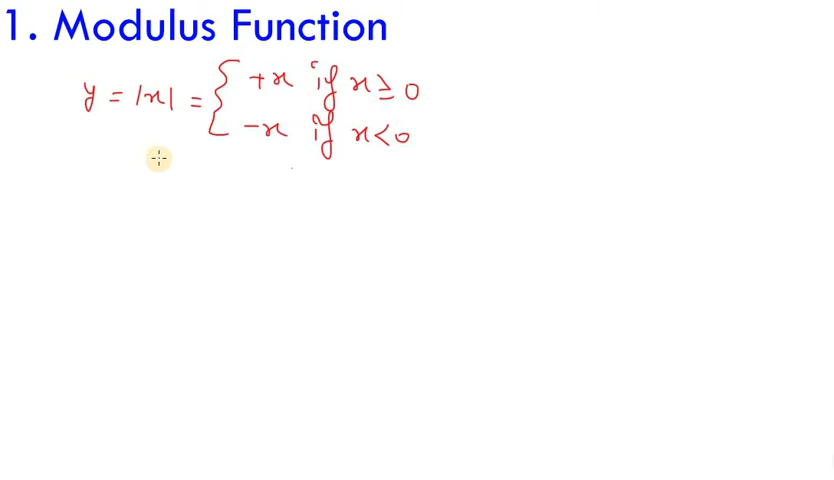 1. Modulus Function
y = |x| = { +x if x ≥ 0
-x if x < 0